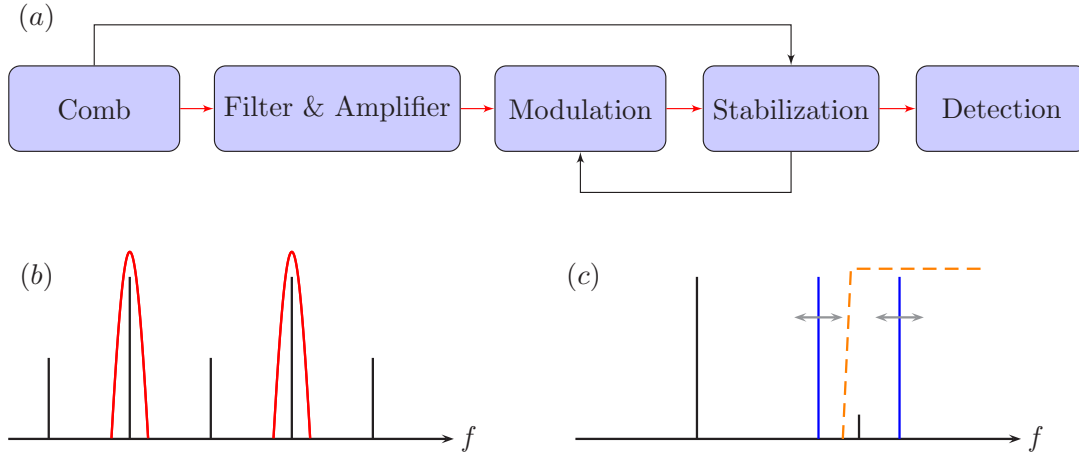 (a)
Comb
Filter & Amplifier
Modulation
Stabilization
Detection
(b)
f
(c)
f